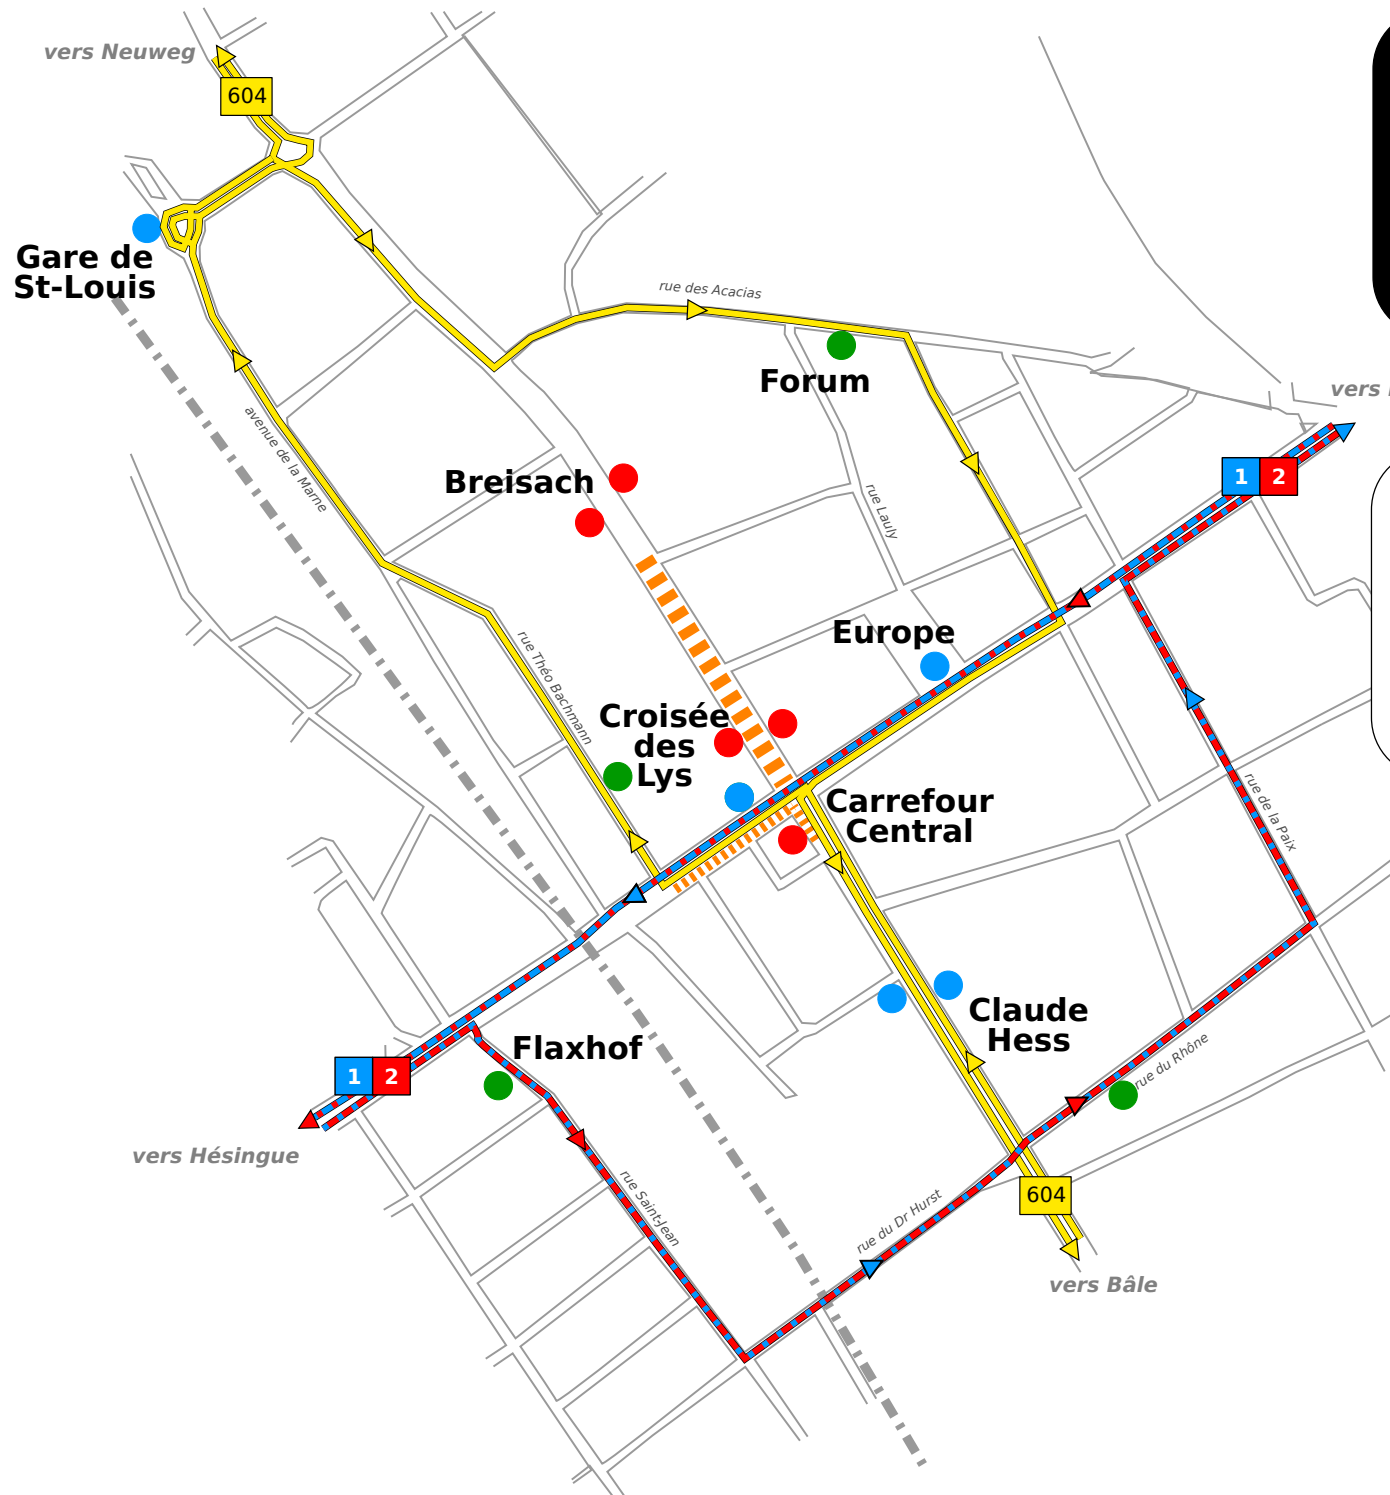 vers Neuweg
604
Gare de
St-Louis
rue des Acacias
Forum
vers
avenue de la Marne
Breisach
1 2
rue Lauly
Europe
rue Théo Bachmann
Croisée
des
Lys
Carrefour
Central
rue de la Paix
Claude
Hess
Flaxhof
rue du Rhône
1 2
vers Hésingue
rue Saint-Jean
604
rue du Dr Hurst
vers Bâle